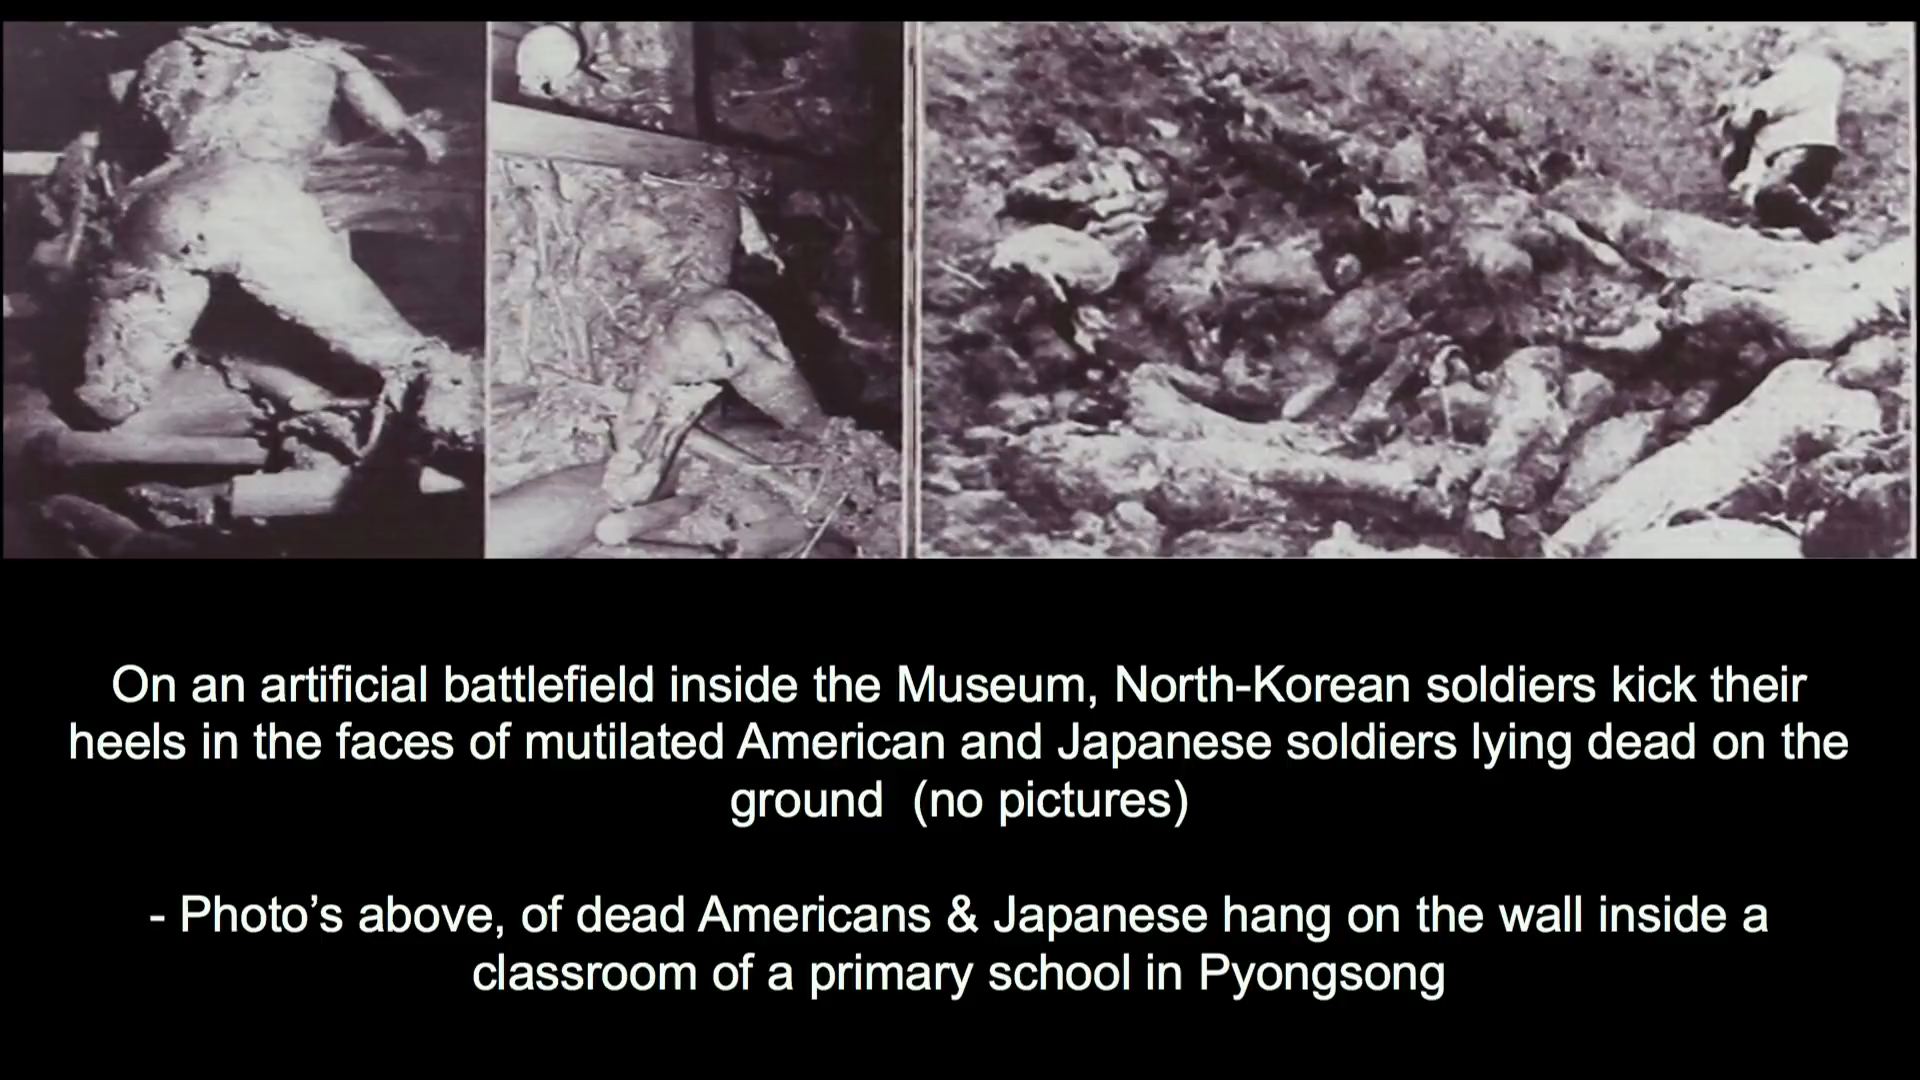 On an artificial battlefield inside the Museum, North-Korean soldiers kick their
heels in the faces of mutilated American and Japanese soldiers lying dead on the
ground  (no pictures)
- Photo’s above, of dead Americans & Japanese hang on the wall inside a
classroom of a primary school in Pyongsong